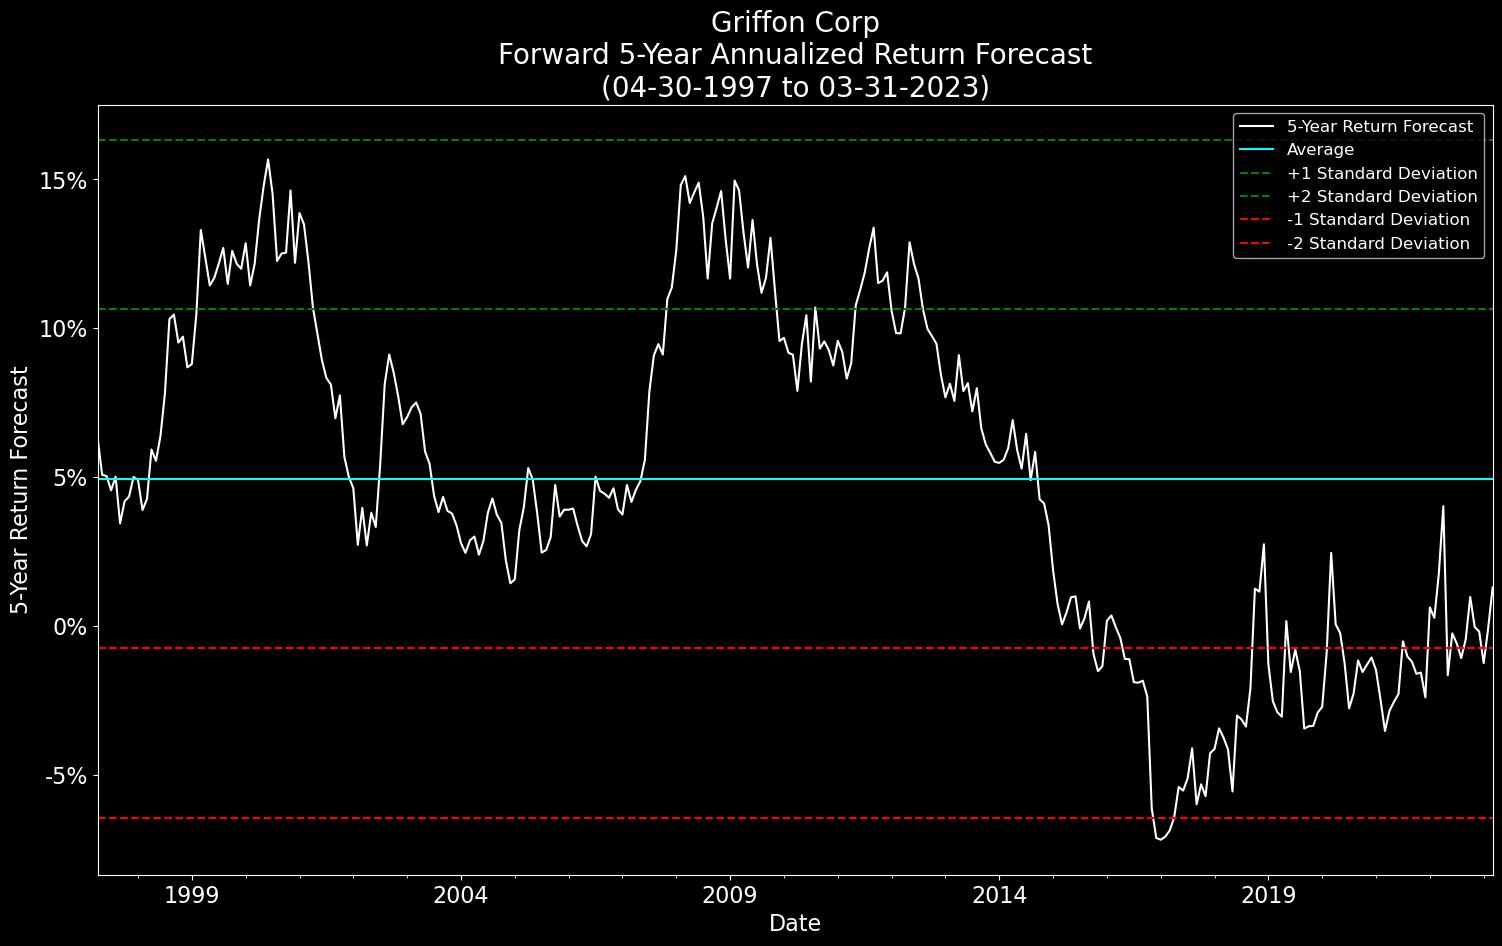 Griffon Corp
Forward 5-Year Annualized Return Forecast
(04-30-1997 to 03-31-2023)
5-Year Return Forecast
Average
+1 Standard Deviation
+2 Standard Deviation
-1 Standard Deviation
-2 Standard Deviation
5-Year Return Forecast
15%
10%
5%
0%
-5%
1999 2004 2009 2014 2019
Date